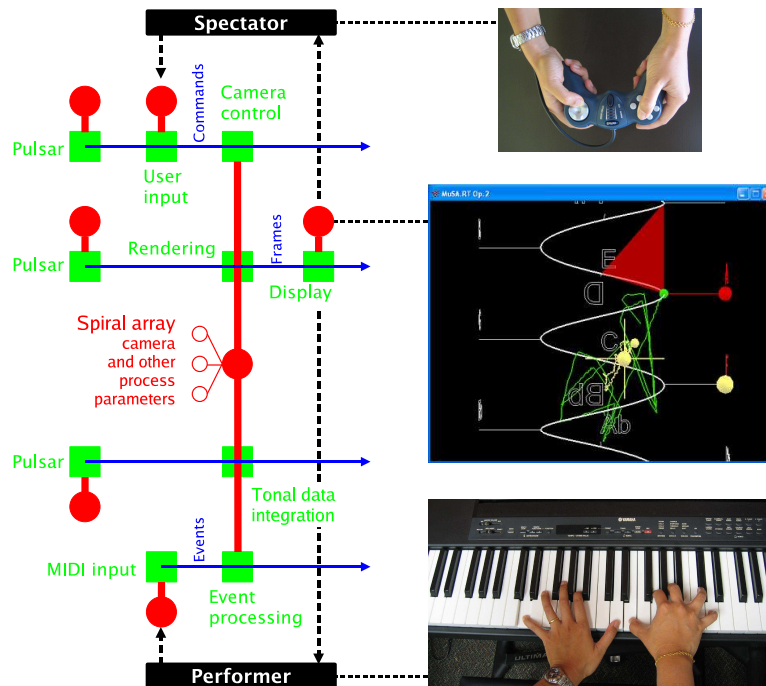 Spectator
Camera
control
Commands
Pulsar
User
input
MuSA.RT Op.2
Rendering
Frames
Pulsar
Display
E
D
Spiral array
camera
and other
process
parameters
C
Bb
Ab
Pulsar
Tonal data
integration
Events
MIDI input
Event
processing
YAMAHA
Performer